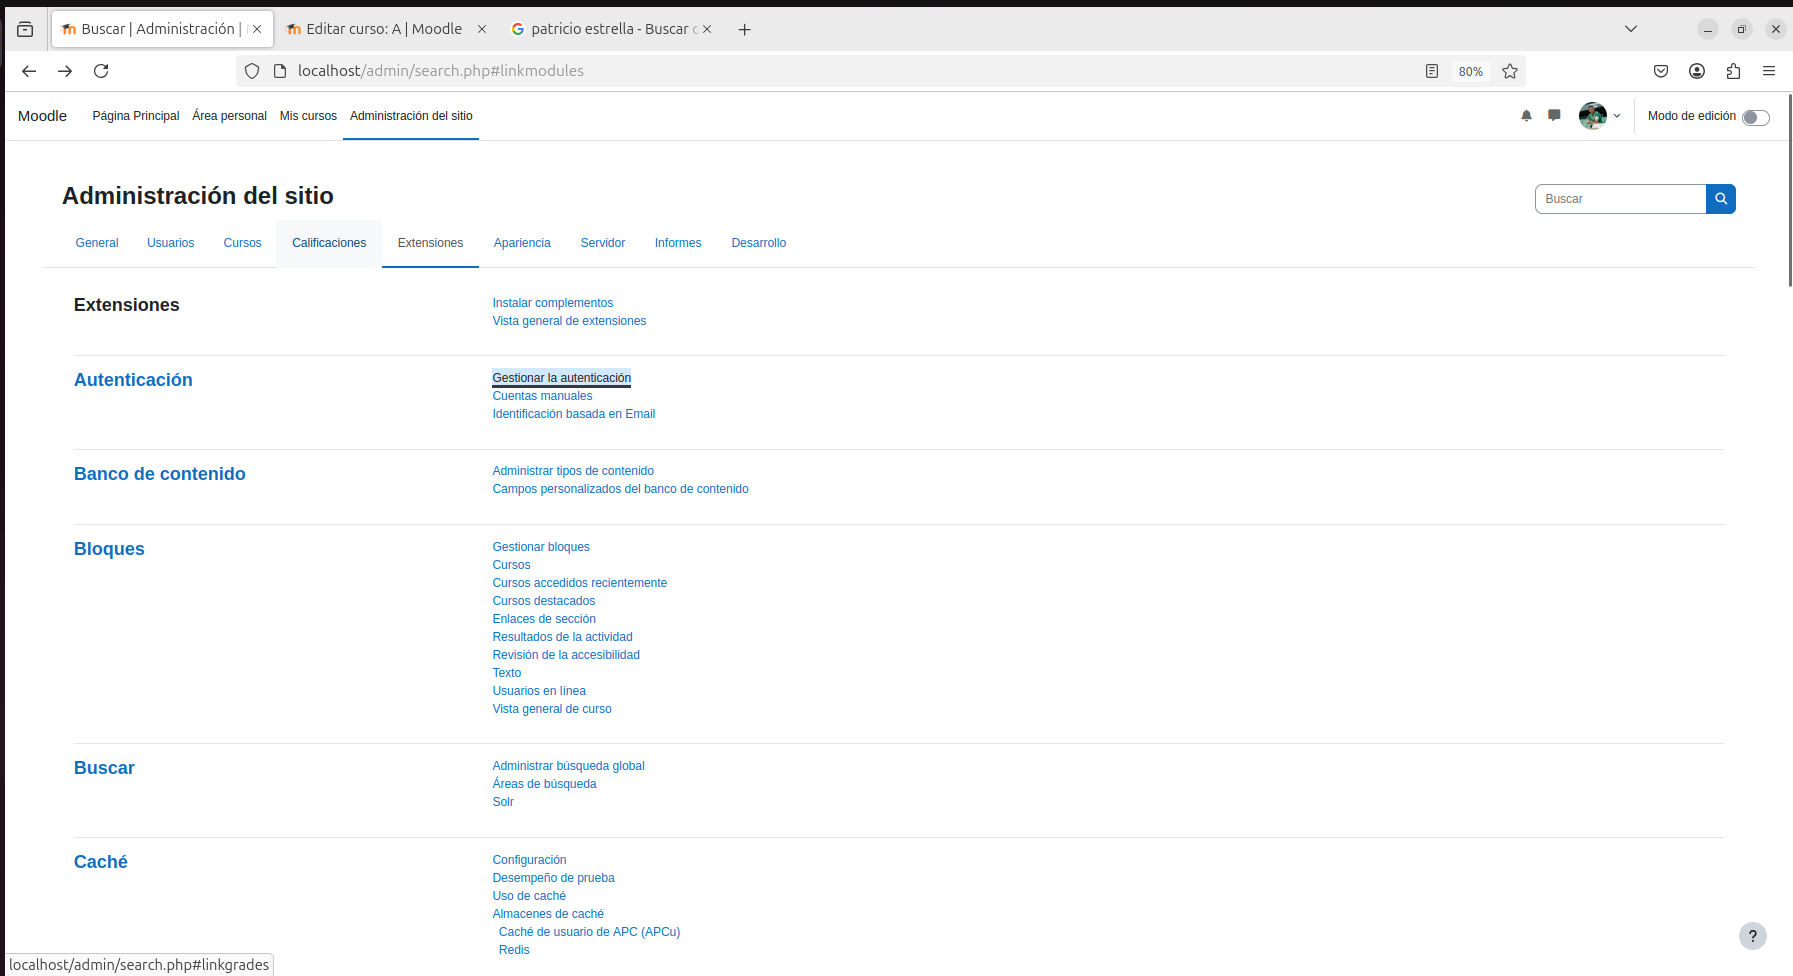 Buscar | Administración |
Editar curso: A | Moodle
patricio estrella - Buscar c
localhost/admin/search.php#linkmodules
80%
Moodle
Página Principal
Área personal
Mis cursos
Administración del sitio
Modo de edición
Administración del sitio
Buscar
General
Usuarios
Cursos
Calificaciones
Extensiones
Apariencia
Servidor
Informes
Desarrollo
Extensiones
Instalar complementos
Vista general de extensiones
Autenticación
Gestionar la autenticación
Cuentas manuales
Identificación basada en Email
Banco de contenido
Administrar tipos de contenido
Campos personalizados del banco de contenido
Bloques
Gestionar bloques
Cursos
Cursos accedidos recientemente
Cursos destacados
Enlaces de sección
Resultados de la actividad
Revisión de la accesibilidad
Texto
Usuarios en línea
Vista general de curso
Buscar
Administrar búsqueda global
Áreas de búsqueda
Solr
Caché
Configuración
Desempeño de prueba
Uso de caché
Almacenes de caché
Caché de usuario de APC (APCu)
Redis
?
localhost/admin/search.php#linkgrades